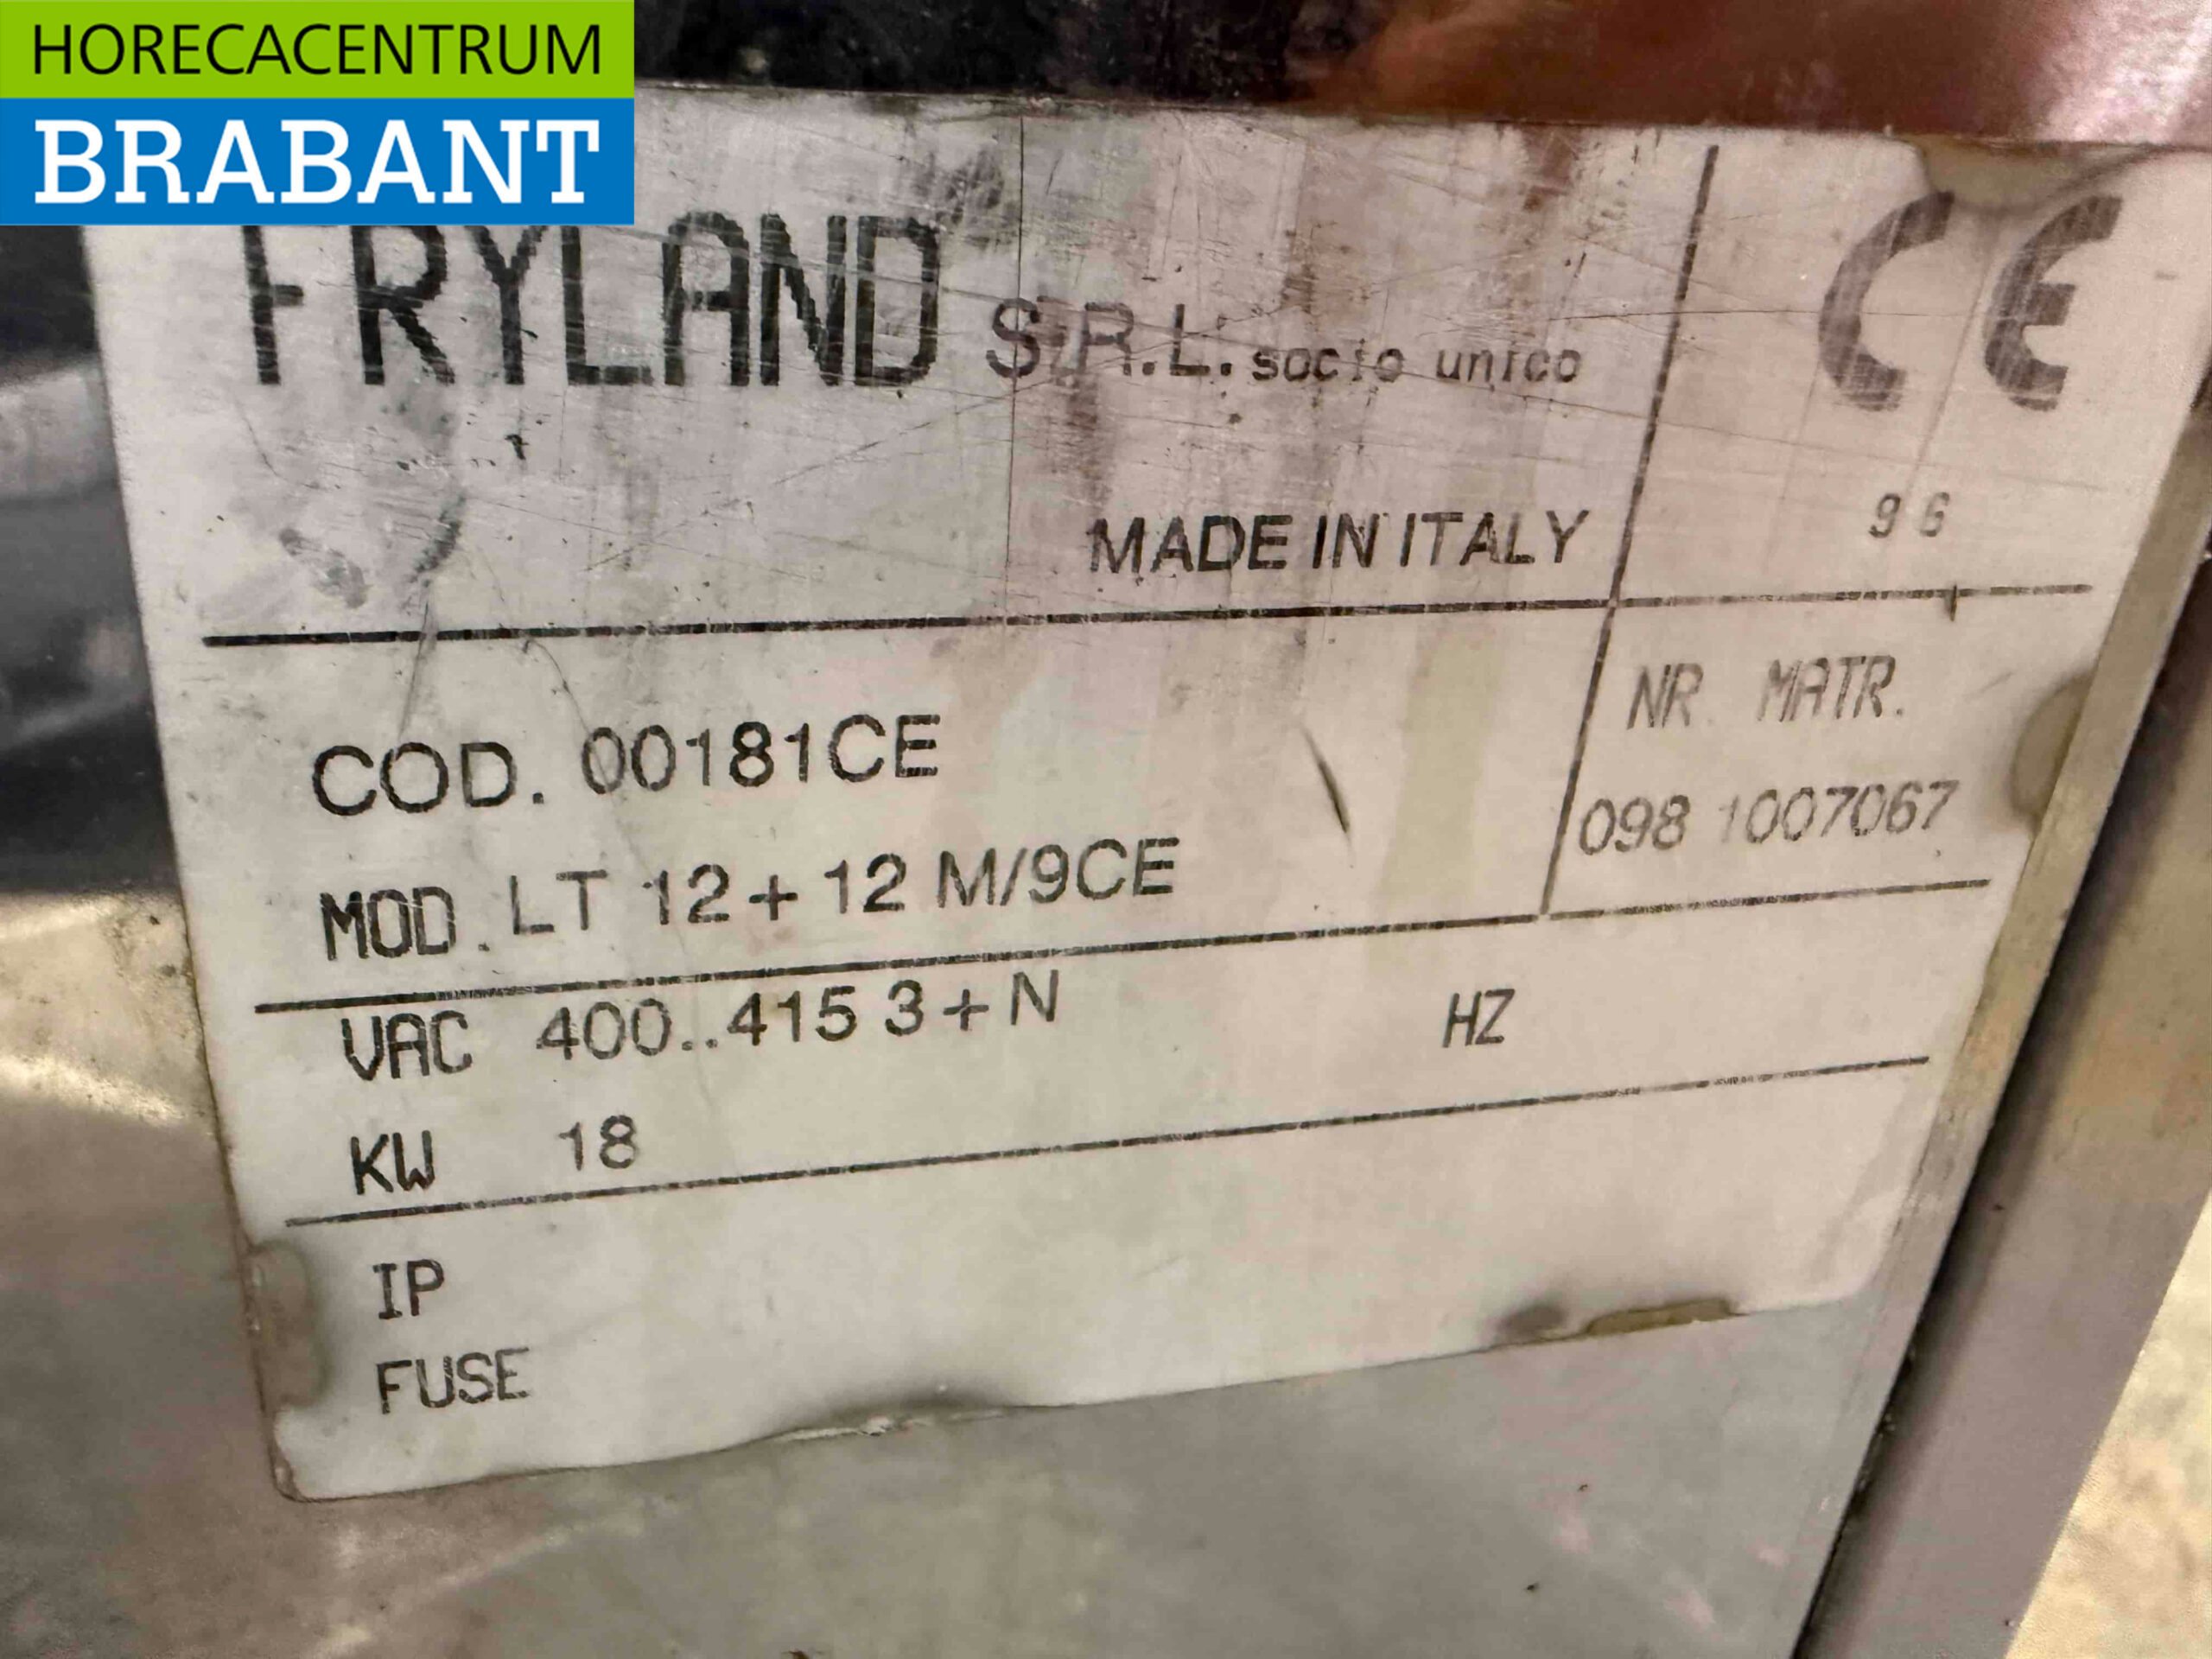 HORECACENTRUM
BRABANT
FRYLAND S.R.L. socio unico
CE
MADE IN ITALY
96
COD. 00181CE
NR. MATR.
MOD. LT 12+12 M/9CE
098 1007067
VAC 400..415 3+N HZ
KW 18
IP
FUSE